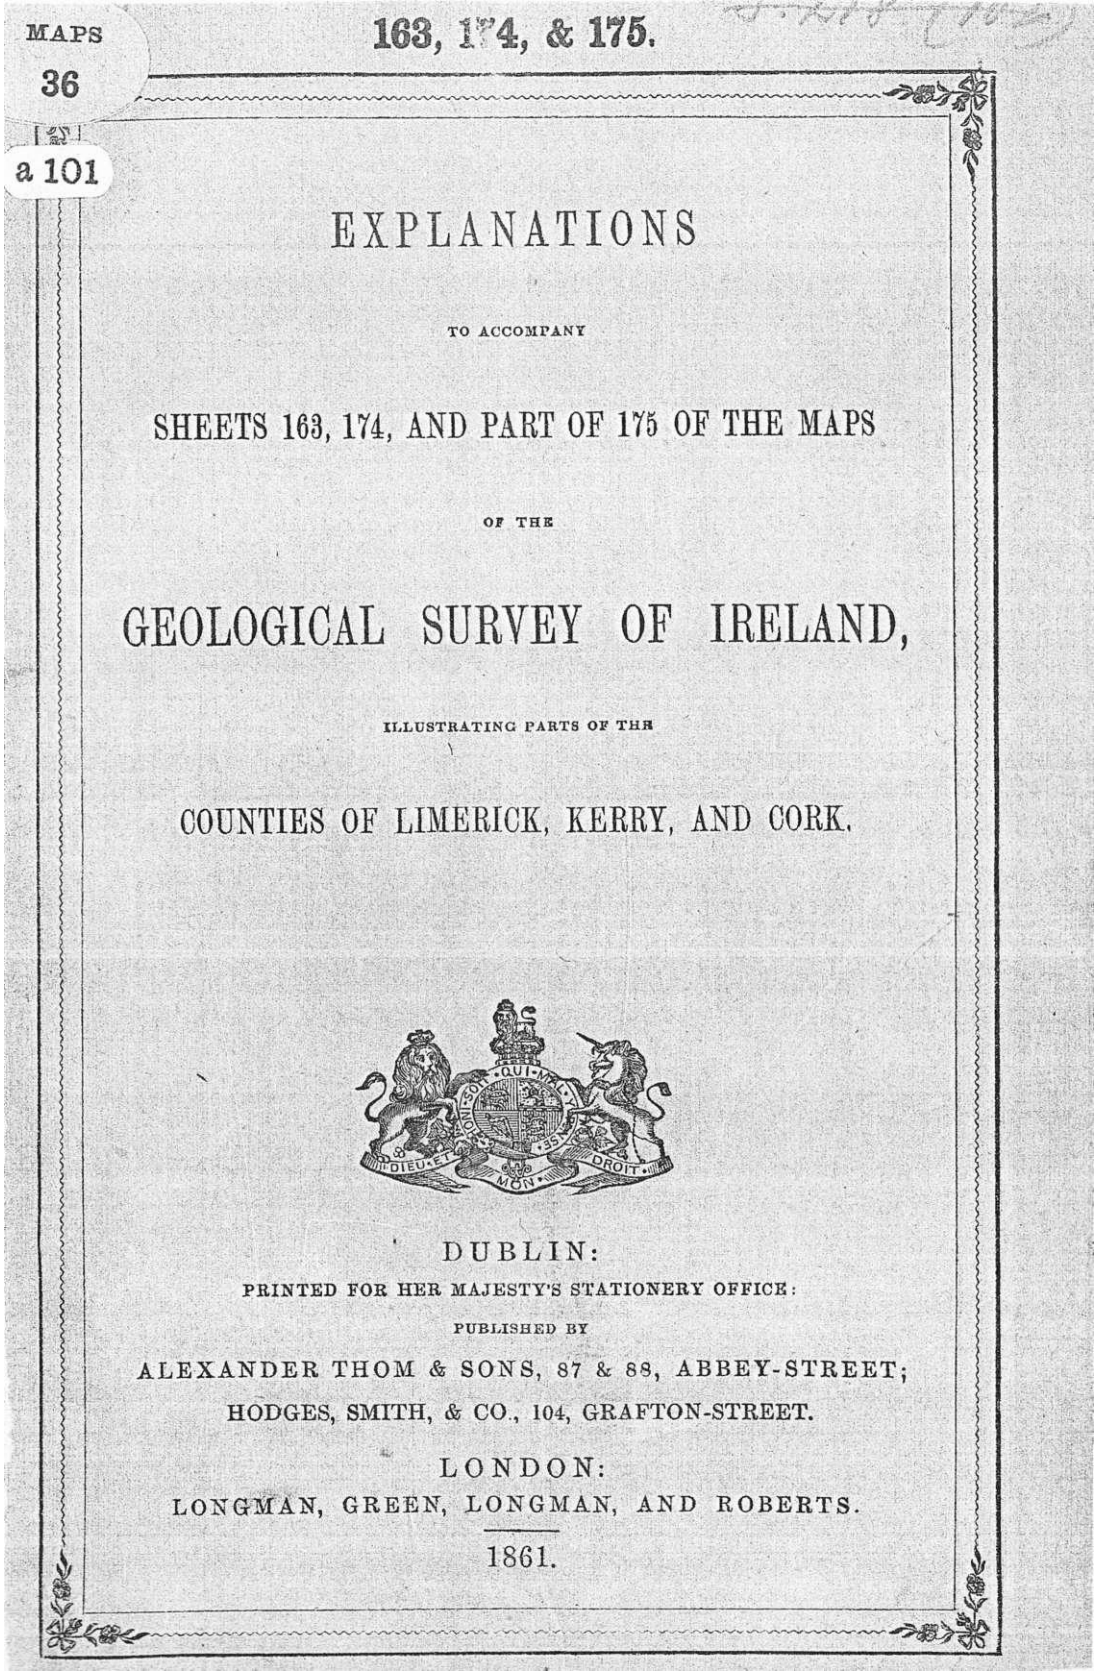 MAPS
36
a 101
163, 174, & 175.
EXPLANATIONS
TO ACCOMPANY
SHEETS 163, 174, AND PART OF 175 OF THE MAPS
OF THE
GEOLOGICAL SURVEY OF IRELAND,
ILLUSTRATING PARTS OF THE
COUNTIES OF LIMERICK, KERRY, AND CORK.
HONI·SOIT·QUI·MAL·Y
NSE·
DIEU·ET
MON·
DROIT·
DUBLIN:
PRINTED FOR HER MAJESTY'S STATIONERY OFFICE:
PUBLISHED BY
ALEXANDER THOM & SONS, 87 & 88, ABBEY-STREET;
HODGES, SMITH, & CO., 104, GRAFTON-STREET.
LONDON:
LONGMAN, GREEN, LONGMAN, AND ROBERTS.
1861.